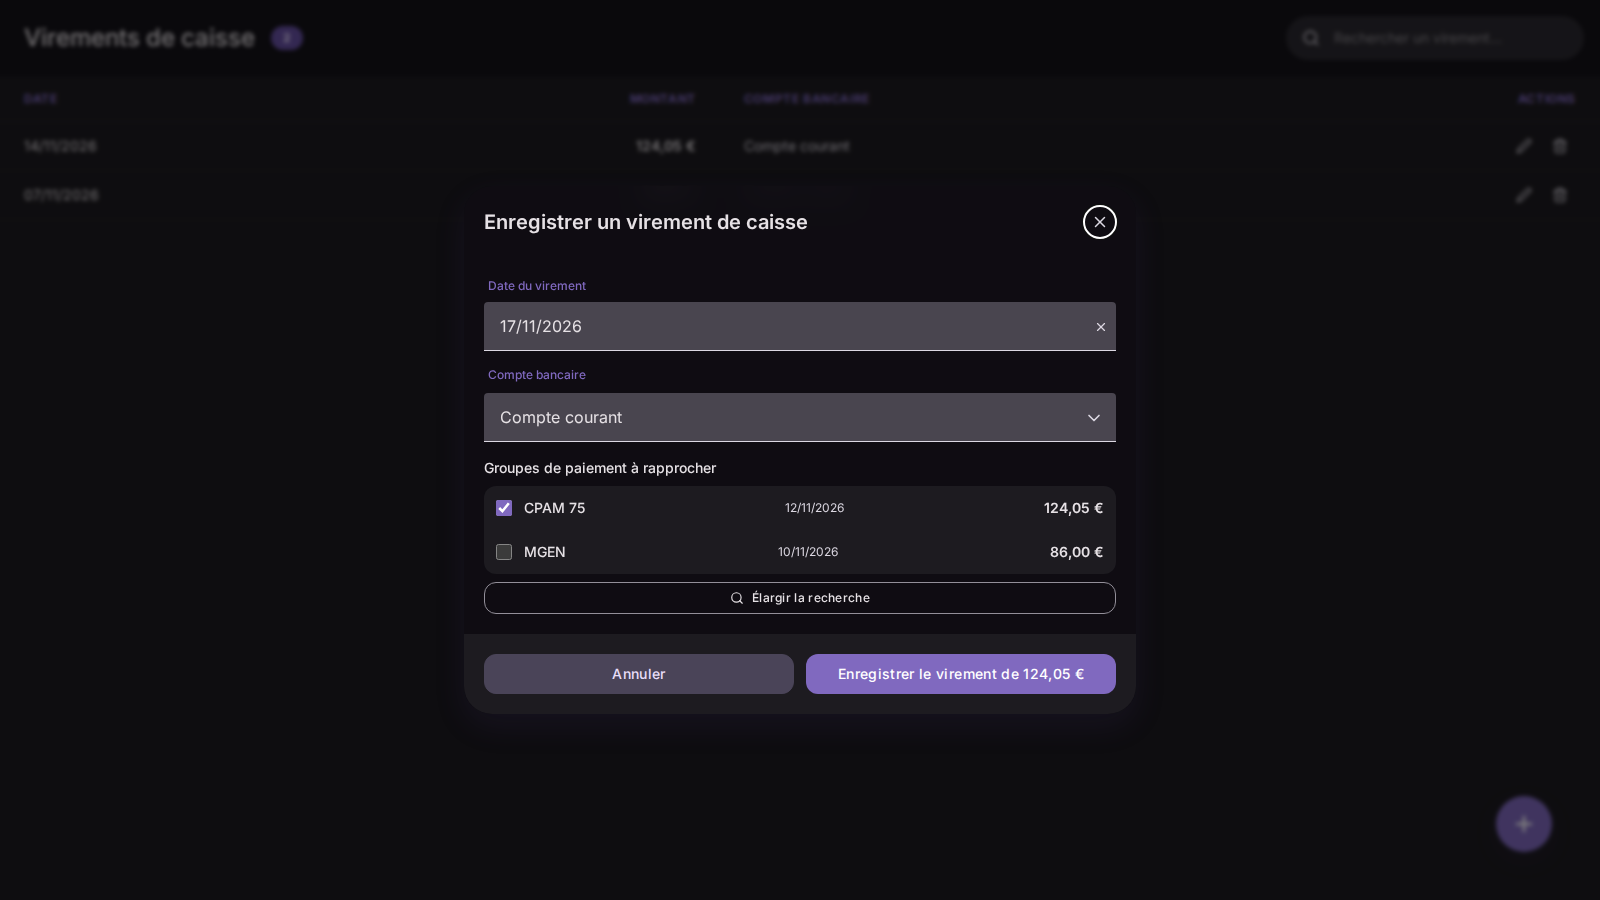 Virements de caisse
Rechercher un virement...
DATE MONTANT COMPTE BANCAIRE ACTIONS
14/11/2026 124,05 € Compte courant
07/11/2026
Enregistrer un virement de caisse
Date du virement
17/11/2026
Compte bancaire
Compte courant
Groupes de paiement à rapprocher
CPAM 75 12/11/2026 124,05 €
MGEN 10/11/2026 86,00 €
Élargir la recherche
Annuler Enregistrer le virement de 124,05 €